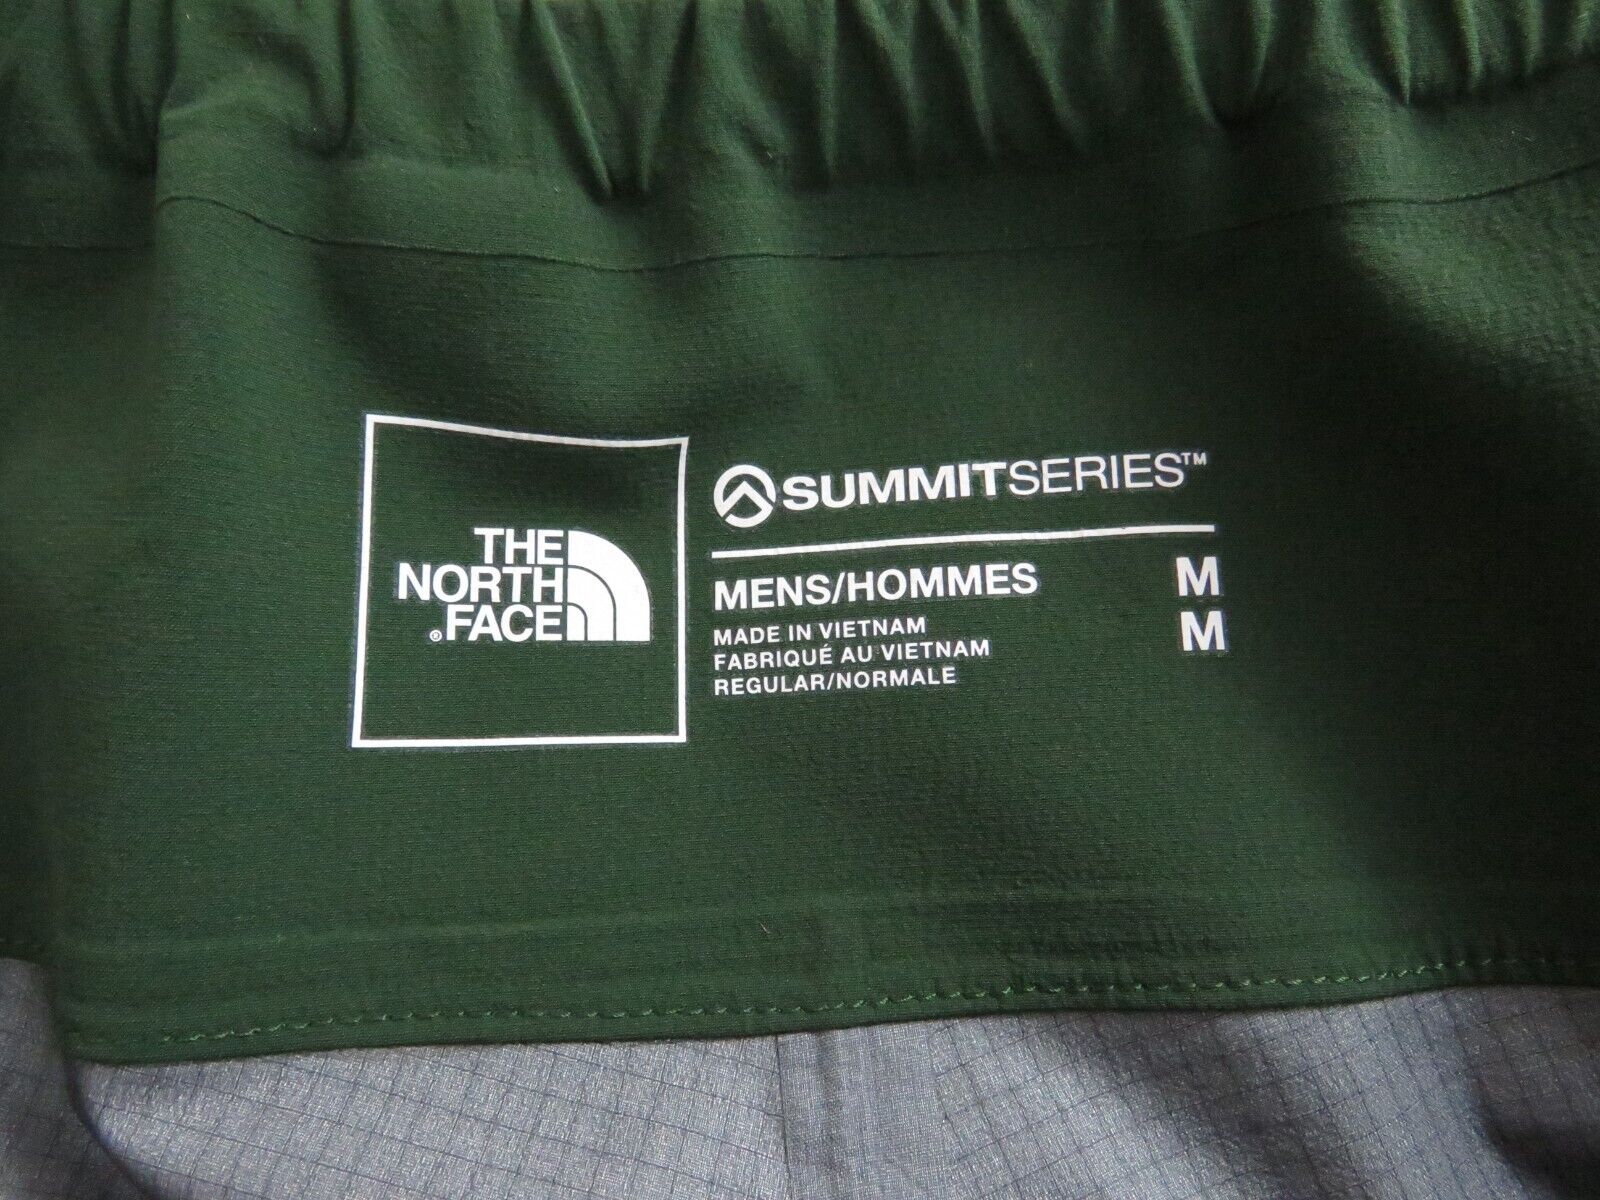 THE
NORTH
®FACE
SUMMITSERIES™
MENS/HOMMES M
MADE IN VIETNAM M
FABRIQUÉ AU VIETNAM
REGULAR/NORMALE